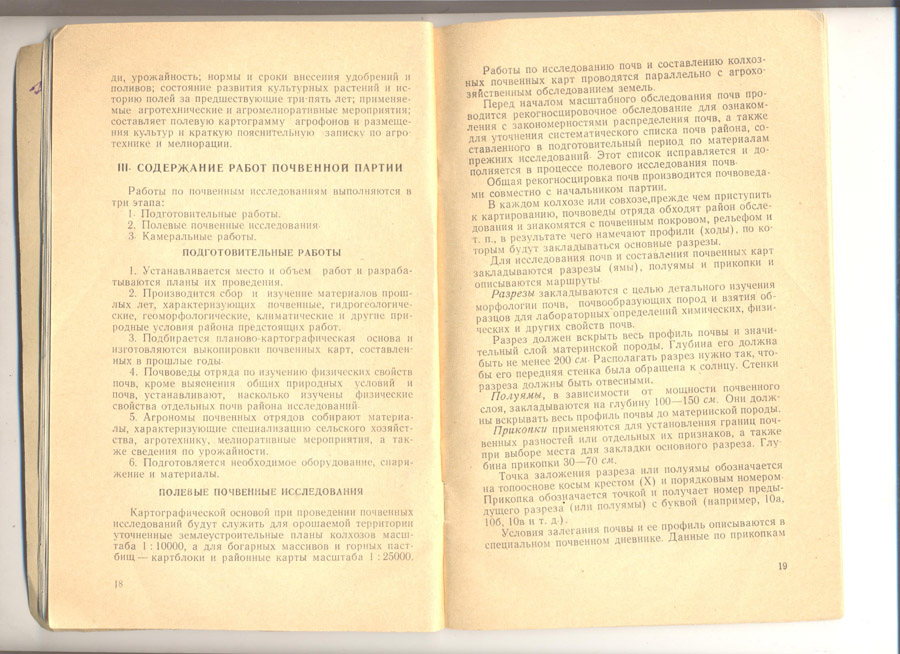 ди, урожайность; нормы и сроки внесения удобрений и
поливов; состояние развития культурных растений и ис-
торию полей за предшествующие три-пять лет; применяе-
мые агротехнические и агромелиоративные мероприятия;
составляет полевую картограмму агрофонов и размеще-
ния культур и краткую пояснительную записку по агро-
технике и мелиорации.
III. СОДЕРЖАНИЕ РАБОТ ПОЧВЕННОЙ ПАРТИИ
Работы по почвенным исследованиям выполняются в
три этапа:
1. Подготовительные работы.
2. Полевые почвенные исследования
3. Камеральные работы.
ПОДГОТОВИТЕЛЬНЫЕ РАБОТЫ
1. Устанавливается место и объем работ и разраба-
тываются планы их проведения.
2. Производится сбор и изучение материалов прош-
лых лет, характеризующих почвенные, гидрогеологиче-
ские, геоморфологические, климатические и другие при-
родные условия района предстоящих работ.
3. Подбирается планово-картографическая основа и
изготовляются выкопировки почвенных карт, составлен-
ных в прошлые годы.
4. Почвоведы отряда по изучению физических свойств
почв, кроме выяснения общих природных условий и
почв, устанавливают, насколько изучены физические
свойства отдельных почв района исследований.
5. Агрономы почвенных отрядов собирают материа-
лы, характеризующие специализацию сельского хозяйст-
ства, агротехнику, мелиоративные мероприятия, а так-
же сведения по урожайности.
6. Подготовляется необходимое оборудование, снаря-
жение и материалы.
ПОЛЕВЫЕ ПОЧВЕННЫЕ ИССЛЕДОВАНИЯ
Картографической основой при проведении почвенных
исследований будут служить для орошаемой территории
уточненные землеустроительные планы колхозов масш-
таба 1 : 10000, а для богарных массивов и горных паст-
бищ — картблоки и районные карты масштаба 1 : 25000.
18
Работы по исследованию почв и составлению колхоз-
ных почвенных карт проводятся параллельно с агрохо-
зяйственным обследованием земель.
Перед началом масштабного обследования почв про-
водится рекогносцировочное обследование для ознаком-
ления с закономерностями распределения почв, а также
для уточнения систематического списка почв района, со-
ставленного в подготовительный период по материалам
прежних исследований. Этот список исправляется и до-
полняется в процессе полевого исследования почв.
Общая рекогносцировка почв производится почвоведа-
ми совместно с начальником партии.
В каждом колхозе или совхозе,прежде чем приступить
к картированию, почвоведы отряда обходят район обсле-
дования и знакомятся с почвенным покровом, рельефом и
т. п., в результате чего намечают профили (ходы), по ко-
торым будут закладываться основные разрезы.
Для исследования почв и составления почвенных карт
закладываются разрезы (ямы), полуямы и прикопки и
описываются маршруты
Разрезы закладываются с целью детального изучения
морфологии почв, почвообразующих пород и взятия об-
разцов для лабораторных определений химических, физи-
ческих и других свойств почв.
Разрез должен вскрыть весь профиль почвы и значи-
тельный слой материнской породы. Глубина его должна
быть не менее 200 см. Располагать разрез нужно так, что-
бы его передняя стенка была обращена к солнцу. Стенки
разреза должны быть отвесными.
Полуямы, в зависимости от мощности почвенного
слоя, закладываются на глубину 100—150 см. Они долж-
ны вскрывать весь профиль почвы до материнской породы.
Прикопки применяются для установления границ поч-
венных разностей или отдельных их признаков, а также
при выборе места для закладки основного разреза. Глу-
бина прикопки 30—70 см.
Точка заложения разреза или полуямы обозначается
на топооснове косым крестом (X) и порядковым номером
Прикопка обозначается точкой и получает номер преды-
дущего разреза (или полуямы) с буквой (например, 10а,
10б, 10в и т. д.).
Условия залегания почвы и ее профиль описываются в
специальном почвенном дневнике. Данные по прикопкам
19